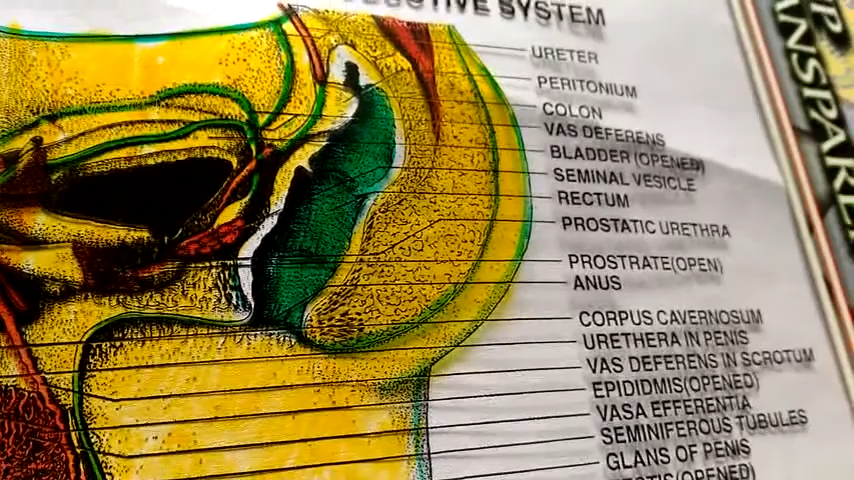 SYSTEM
URETER
PERITONIUM
COLON
VAS DEFERENS
BLADDER (OPENED)
SEMINAL VESICLE
RECTUM
PROSTATIC URETHRA
PROSTRATE(OPEN)
ANUS
CORPUS CAVERNOSUM
URETHERA IN PENIS
VAS DEFERENS IN SCROTUM
EPIDIDMIS(OPENED)
VASA EFFERENTIA
SEMINIFEROUS TUBULES
GLANS OF PENIS
(OPENED)